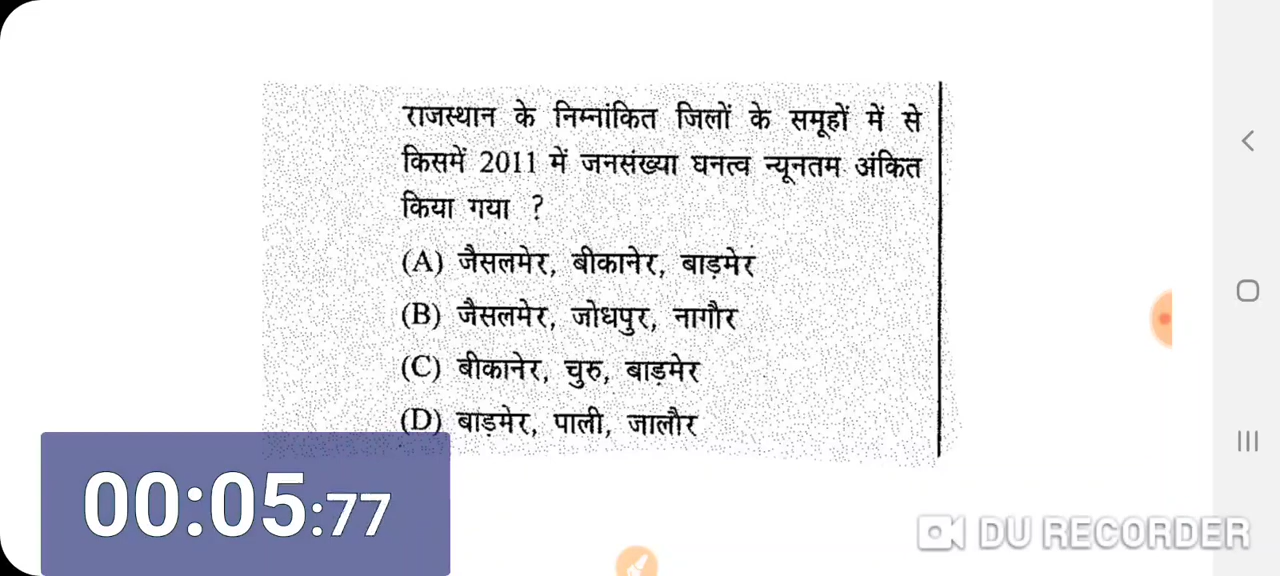 राजस्थान के निम्नांकित जिलों के समूहों में से
किसमें 2011 में जनसंख्या घनत्व न्यूनतम अंकित
किया गया ?
(A) जैसलमेर, बीकानेर, बाड़मेर
(B) जैसलमेर, जोधपुर, नागौर
(C) बीकानेर, चुरु, बाड़मेर
(D) बाड़मेर, पाली, जालौर
00:05:77
DU RECORDER